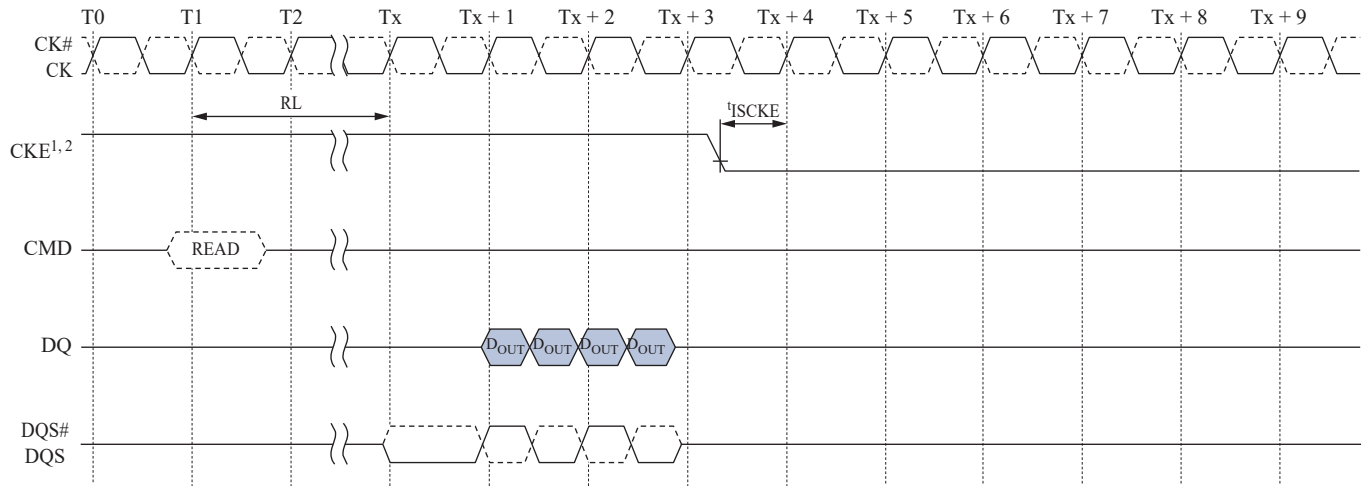 T0 T1 T2 Tx Tx + 1 Tx + 2 Tx + 3 Tx + 4 Tx + 5 Tx + 6 Tx + 7 Tx + 8 Tx + 9
CK#
CK
RL
tISCKE
CKE1, 2
CMD
READ
DQ
DOUT DOUT DOUT DOUT
DQS#
DQS